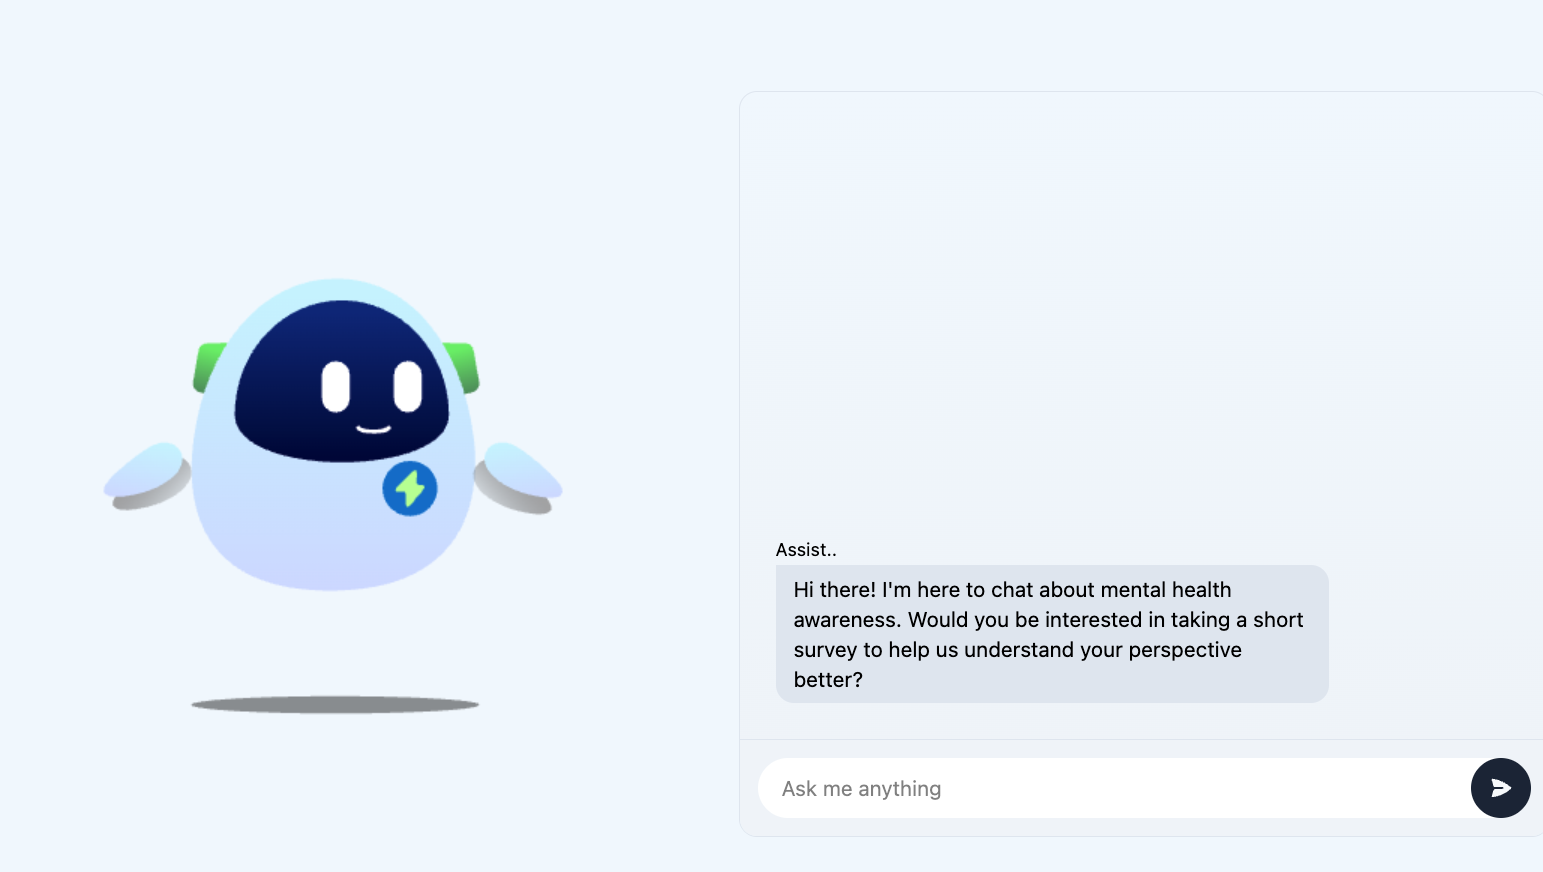 Assist..
Hi there! I'm here to chat about mental health
awareness. Would you be interested in taking a short
survey to help us understand your perspective
better?
Ask me anything